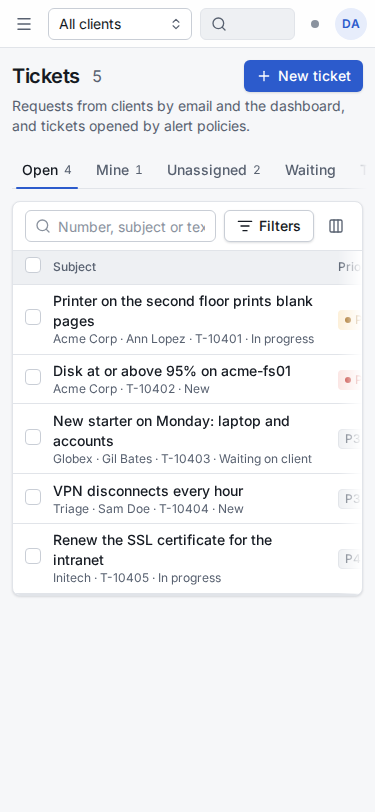 All clients
DA
Tickets 5
New ticket
Requests from clients by email and the dashboard,
and tickets opened by alert policies.
Open 4 Mine 1 Unassigned 2 Waiting
Number, subject or tex
Filters
Subject
Printer on the second floor prints blank
pages
Acme Corp · Ann Lopez · T-10401 · In progress
Disk at or above 95% on acme-fs01
Acme Corp · T-10402 · New
New starter on Monday: laptop and
accounts
P3
Globex · Gil Bates · T-10403 · Waiting on client
VPN disconnects every hour
P3
Triage · Sam Doe · T-10404 · New
Renew the SSL certificate for the
intranet
P4
Initech · T-10405 · In progress